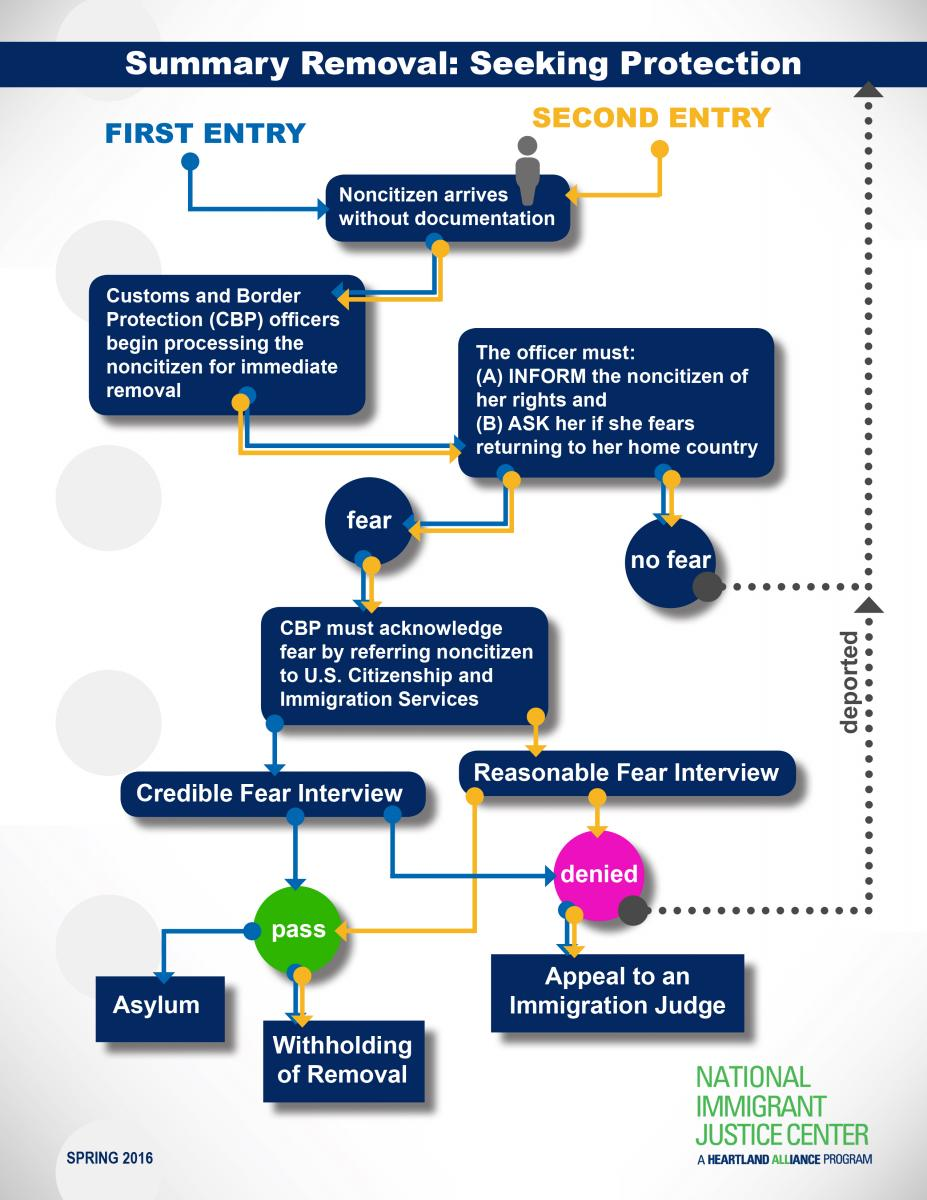 Summary Removal: Seeking Protection
FIRST ENTRY
SECOND ENTRY
Noncitizen arrives
without documentation
Customs and Border
Protection (CBP) officers
begin processing the
noncitizen for immediate
removal
The officer must:
(A) INFORM the noncitizen of
her rights and
(B) ASK her if she fears
returning to her home country
fear
no fear
CBP must acknowledge
fear by referring noncitizen
to U.S. Citizenship and
Immigration Services
deported
Credible Fear Interview
Reasonable Fear Interview
denied
pass
Asylum
Withholding
of Removal
Appeal to an
Immigration Judge
NATIONAL
IMMIGRANT
JUSTICE CENTER
A HEARTLAND ALLIANCE PROGRAM
SPRING 2016